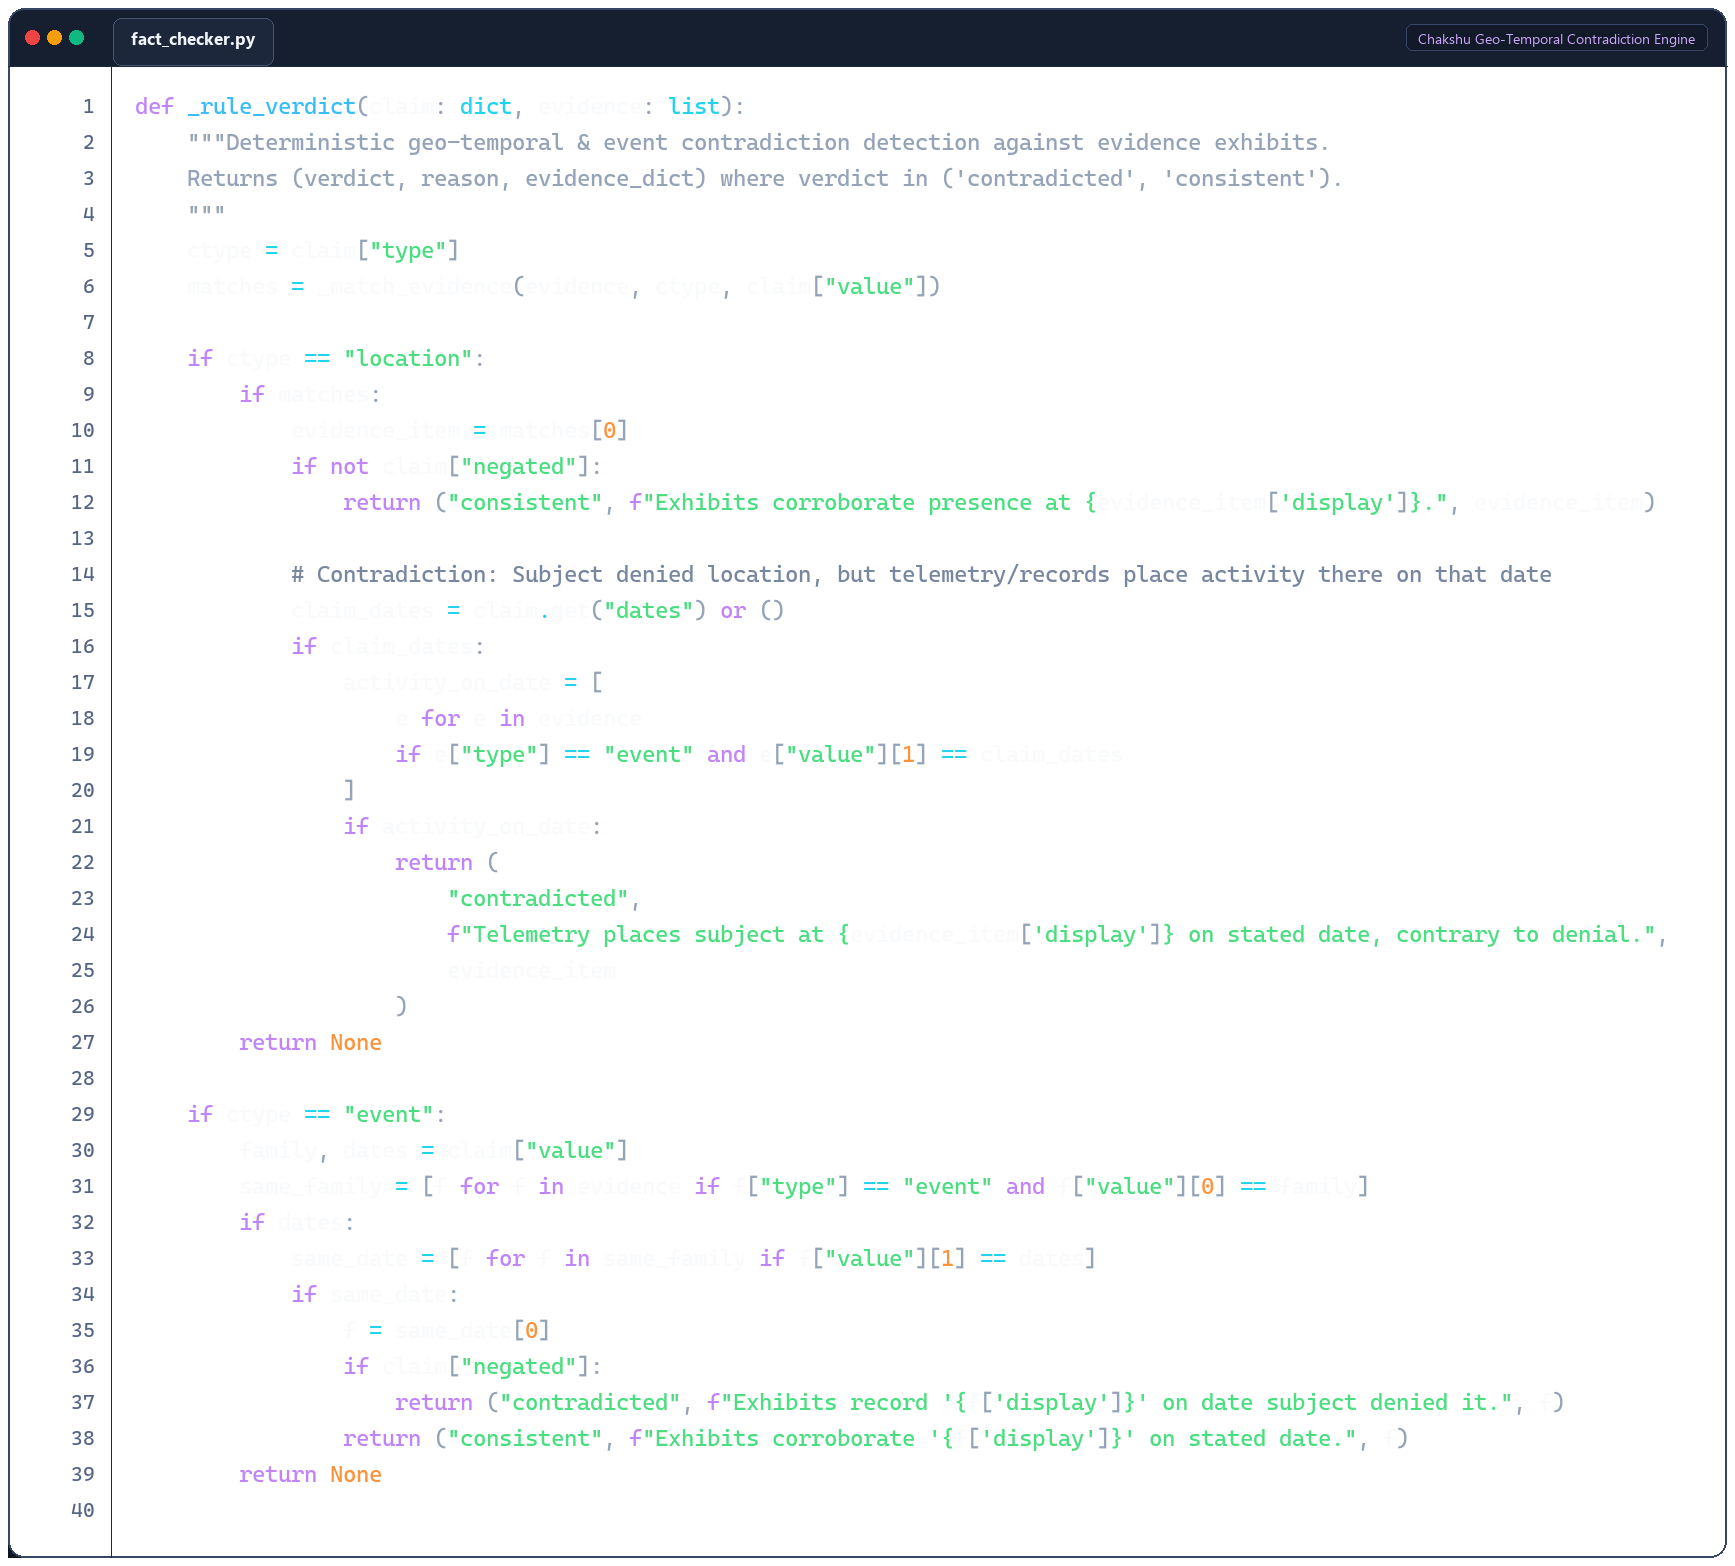 fact_checker.py
Chakshu Geo-Temporal Contradiction Engine
1 def _rule_verdict(claim: dict, evidence: list):
2     """Deterministic geo-temporal & event contradiction detection against evidence exhibits.
3     Returns (verdict, reason, evidence_dict) where verdict in ('contradicted', 'consistent').
4     """
5     ctype = claim["type"]
6     matches = _match_evidence(evidence, ctype, claim["value"])
7
8     if ctype == "location":
9         if matches:
10             evidence_item = matches[0]
11             if not claim["negated"]:
12                 return ("consistent", f"Exhibits corroborate presence at {evidence_item['display']}.", evidence_item)
13
14             # Contradiction: Subject denied location, but telemetry/records place activity there on that date
15             claim_dates = claim.get("dates") or ()
16             if claim_dates:
17                 activity_on_date = [
18                     e for e in evidence
19                     if e["type"] == "event" and e["value"][1] == claim_dates
20                 ]
21                 if activity_on_date:
22                     return (
23                         "contradicted",
24                         f"Telemetry places subject at {evidence_item['display']} on stated date, contrary to denial.",
25                         evidence_item
26                     )
27         return None
28
29     if ctype == "event":
30         family, dates = claim["value"]
31         same_family = [f for f in evidence if f["type"] == "event" and f["value"][0] == family]
32         if dates:
33             same_date = [f for f in same_family if f["value"][1] == dates]
34             if same_date:
35                 f = same_date[0]
36                 if claim["negated"]:
37                     return ("contradicted", f"Exhibits record '{f['display']}' on date subject denied it.", f)
38                 return ("consistent", f"Exhibits corroborate '{f['display']}' on stated date.", f)
39         return None
40